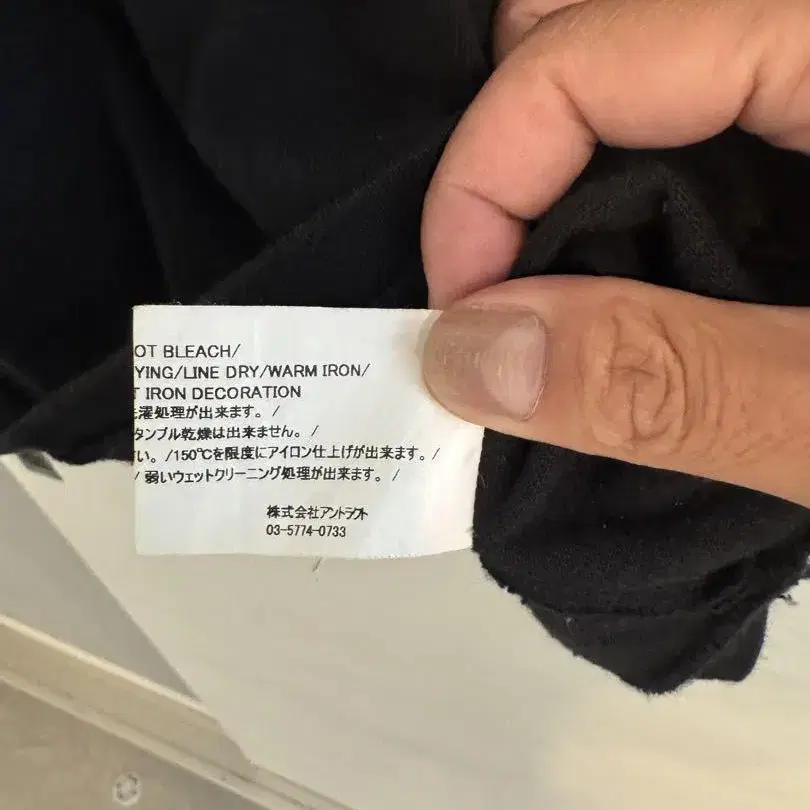 OT BLEACH/
YING/LINE DRY/WARM IRON/
T IRON DECORATION
濯処理が出来ます。 /
タンブル乾燥は出来ません。 /
い。 /150℃を限度にアイロン仕上げが出来ます。 /
/ 弱いウェットクリーニング処理が出来ます。 /
株式会社アントラクト
03-5774-0733